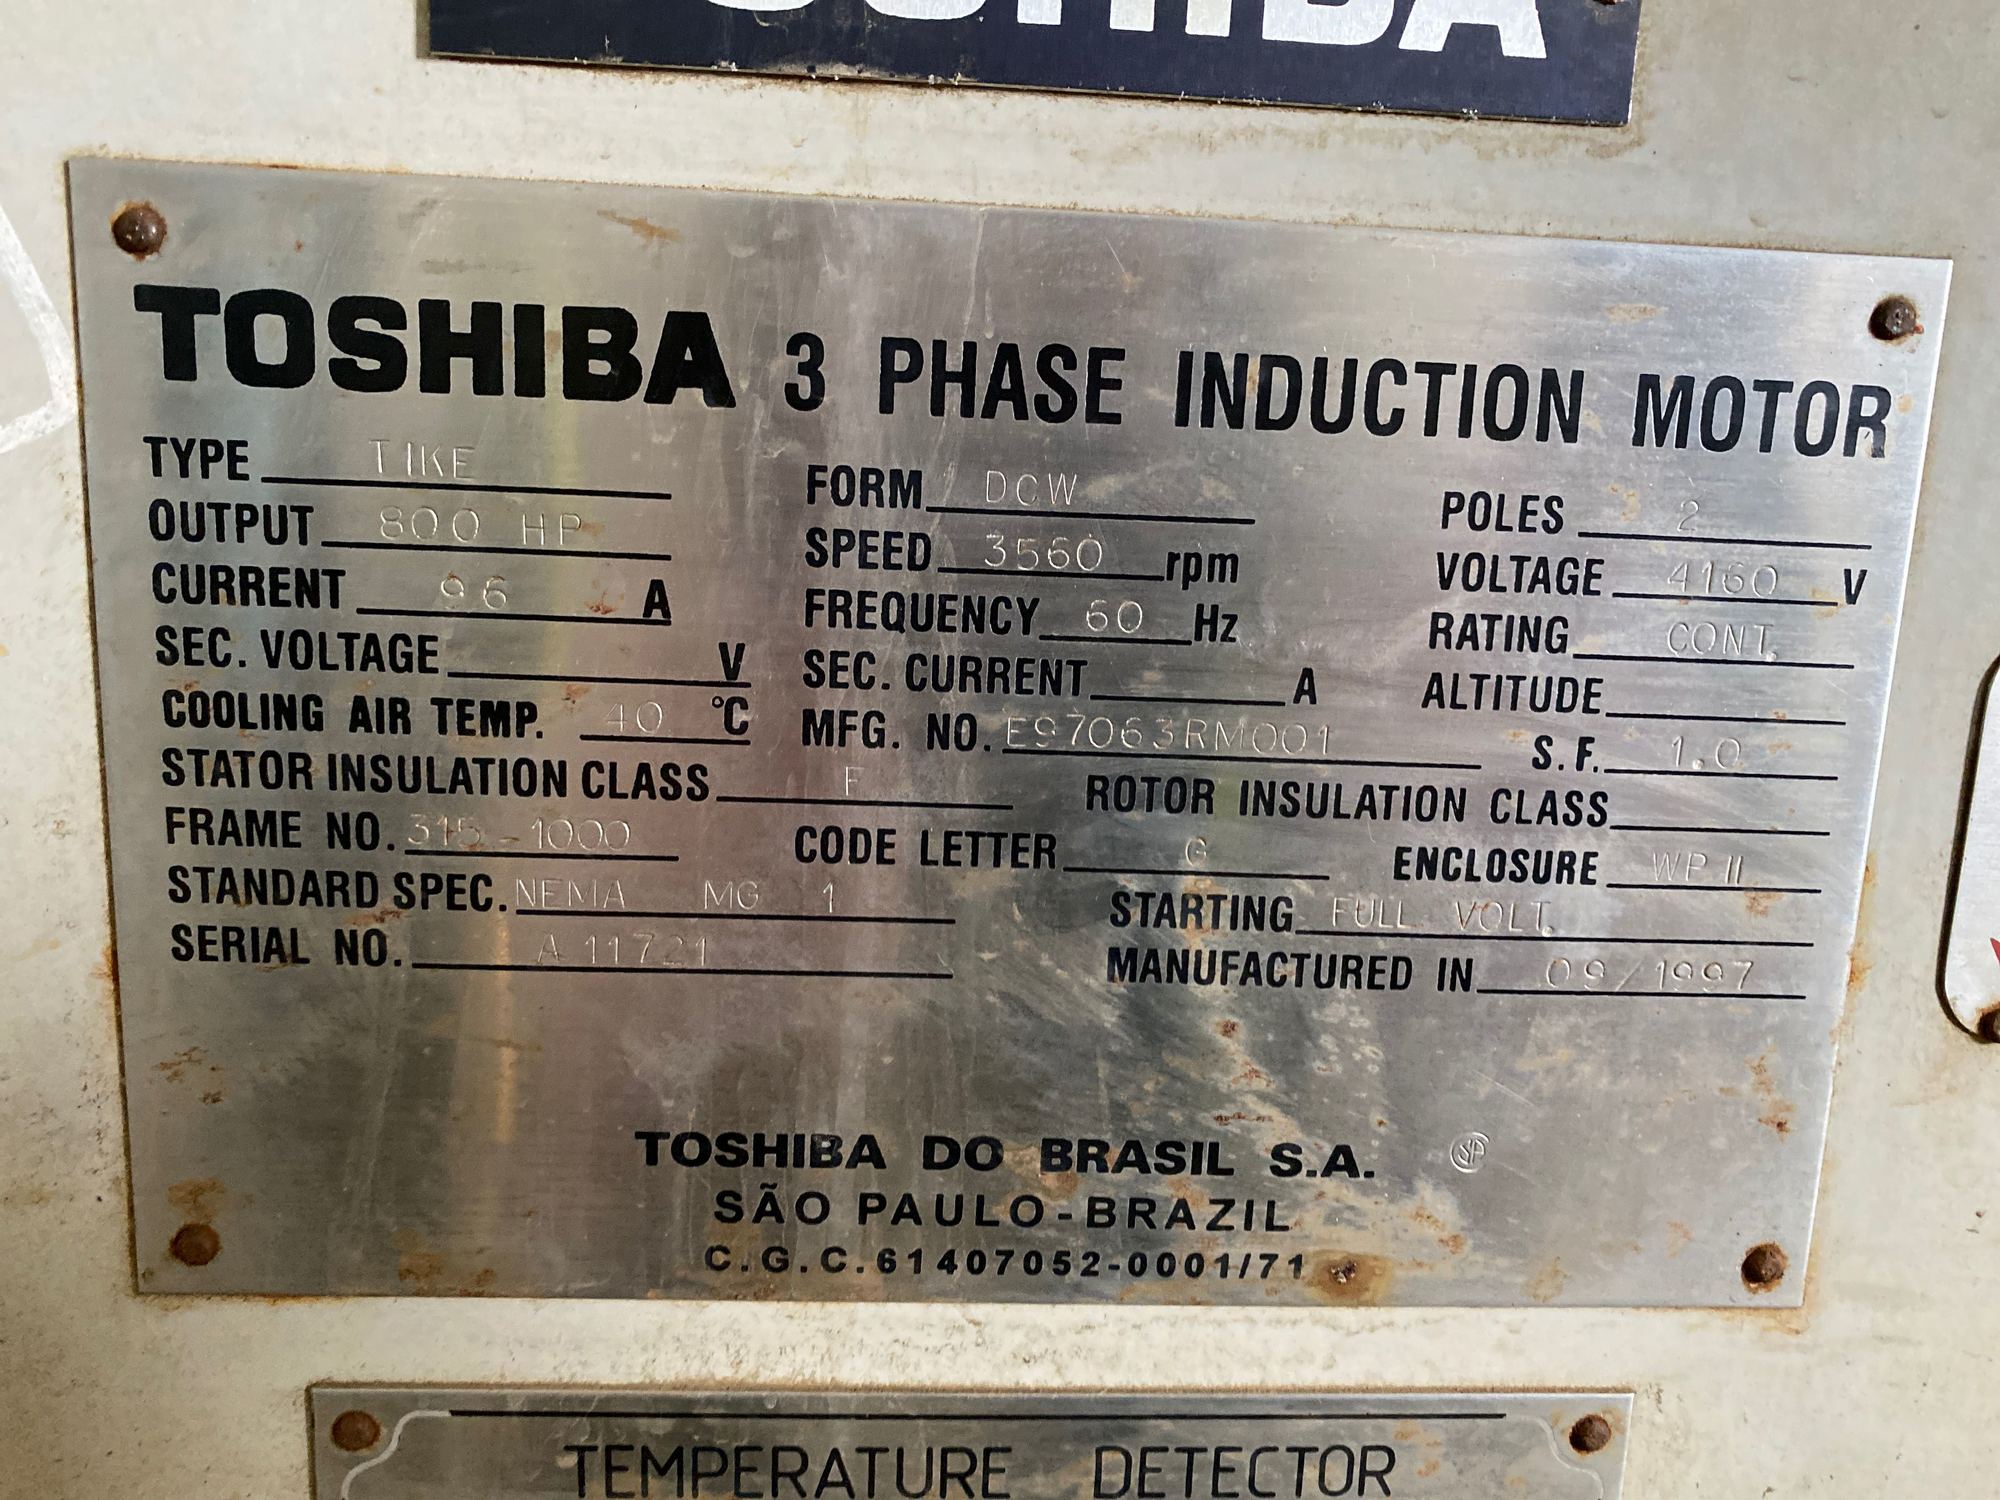 TOSHIBA
TOSHIBA 3 PHASE INDUCTION MOTOR
TYPE TIKE FORM DCW POLES 2
OUTPUT 800 HP SPEED 3560 rpm VOLTAGE 4160 V
CURRENT 96 A FREQUENCY 60 Hz RATING CONT.
SEC. VOLTAGE V SEC. CURRENT A ALTITUDE
COOLING AIR TEMP. 40 °C MFG. NO. E97063RM001 S.F. 1.0
STATOR INSULATION CLASS F ROTOR INSULATION CLASS
FRAME NO. 315-1000 CODE LETTER G ENCLOSURE WP II
STANDARD SPEC. NEMA MG 1 STARTING FULL VOLT.
SERIAL NO. A11721 MANUFACTURED IN 09/1997
TOSHIBA DO BRASIL S.A.
SÃO PAULO-BRAZIL
C.G.C.61407052-0001/71
TEMPERATURE DETECTOR